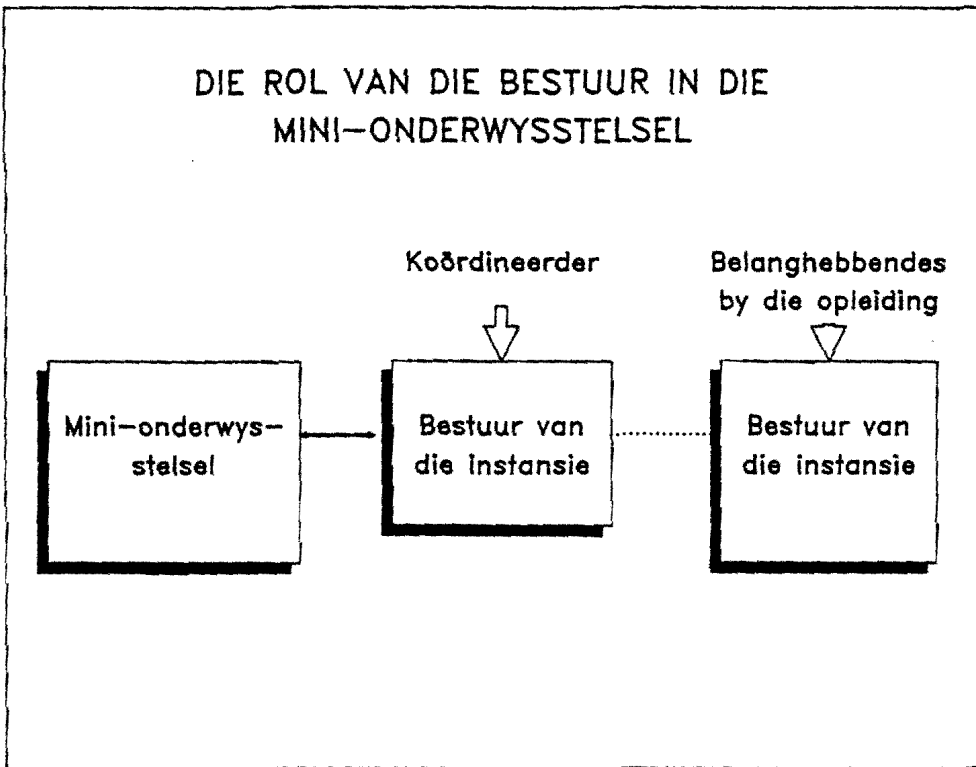 DIE ROL VAN DIE BESTUUR IN DIE
MINI-ONDERWYSSTELSEL
Koördineerder
Belanghebbendes
by die opleiding
Mini-onderwys-
stelsel
Bestuur van
die instansie
Bestuur van
die instansie